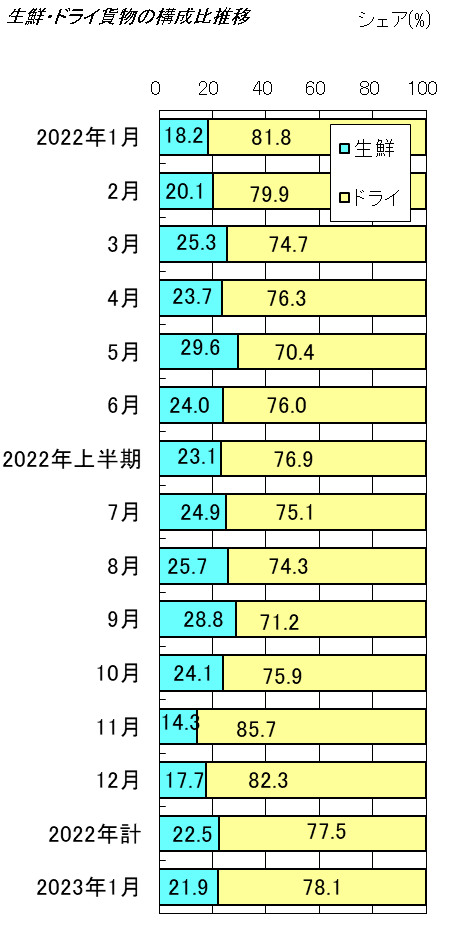 生鮮・ドライ貨物の構成比推移
シェア(%)
0 20 40 60 80 100
生鮮
ドライ
2022年1月 18.2 81.8
2月 20.1 79.9
3月 25.3 74.7
4月 23.7 76.3
5月 29.6 70.4
6月 24.0 76.0
2022年上半期 23.1 76.9
7月 24.9 75.1
8月 25.7 74.3
9月 28.8 71.2
10月 24.1 75.9
11月 14.3 85.7
12月 17.7 82.3
2022年計 22.5 77.5
2023年1月 21.9 78.1